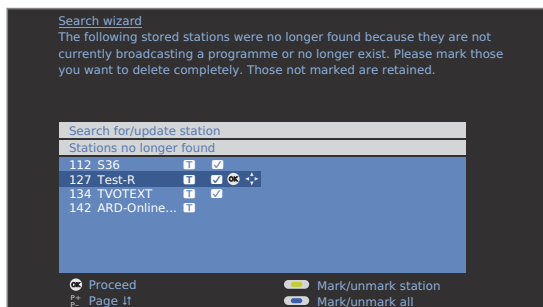 Search wizard
The following stored stations were no longer found because they are not
currently broadcasting a programme or no longer exist. Please mark those
you want to delete completely. Those not marked are retained.
Search for/update station
Stations no longer found
112 S36 T
127 Test-R T OK
134 TVOTEXT T
142 ARD-Online... T
OK Proceed Mark/unmark station
P+ P- Page Mark/unmark all